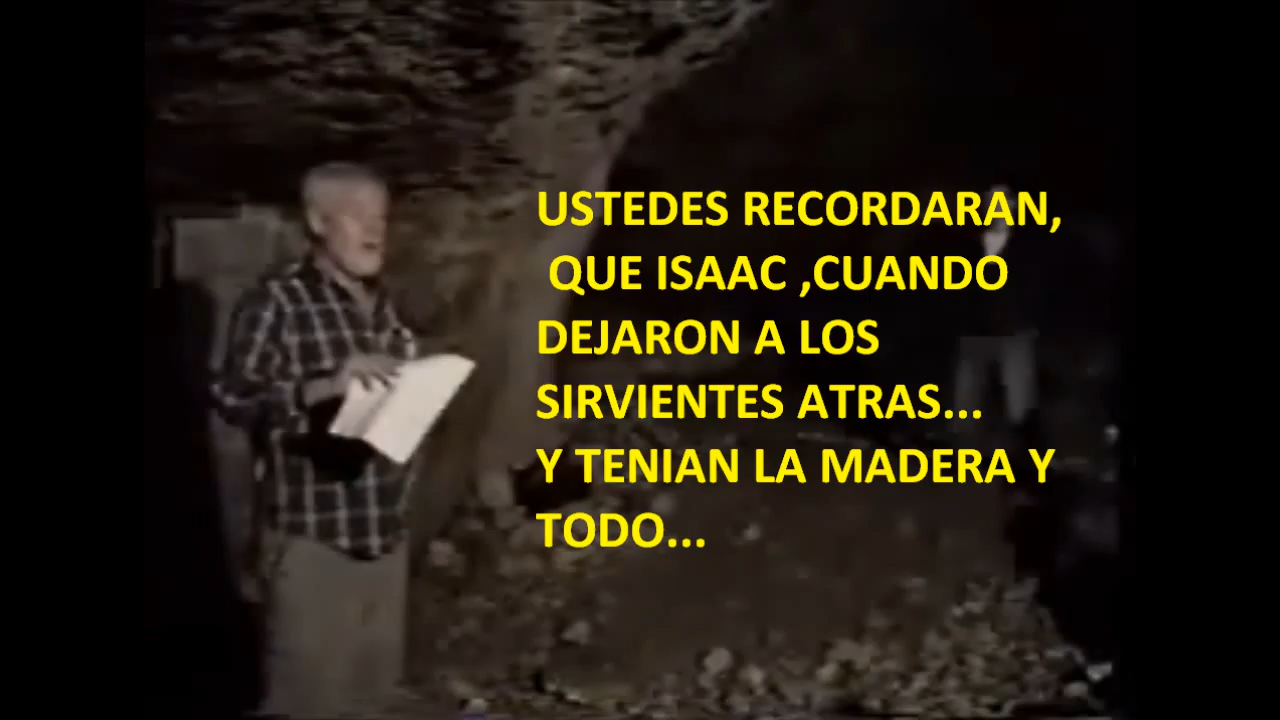 USTEDES RECORDARAN,
QUE ISAAC ,CUANDO
DEJARON A LOS
SIRVIENTES ATRAS...
Y TENIAN LA MADERA Y
TODO...